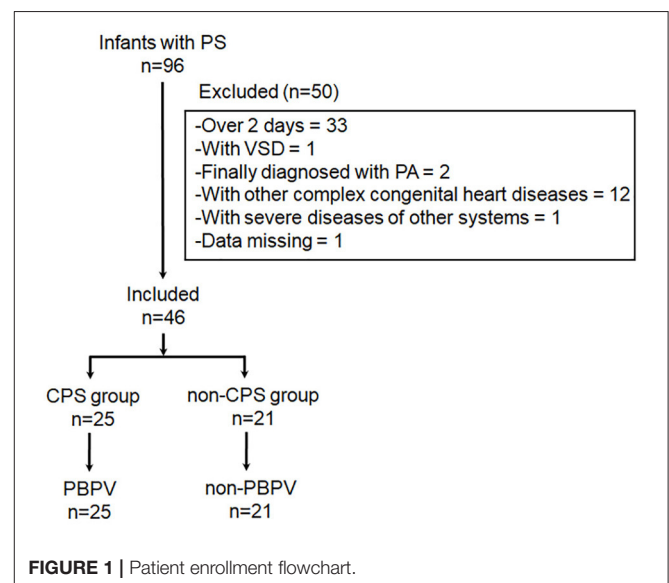 Infants with PS
n=96
Excluded (n=50)
-Over 2 days = 33
-With VSD = 1
-Finally diagnosed with PA = 2
-With other complex congenital heart diseases = 12
-With severe diseases of other systems = 1
-Data missing = 1
Included
n=46
CPS group
n=25
non-CPS group
n=21
PBPV
n=25
non-PBPV
n=21
FIGURE 1 | Patient enrollment flowchart.